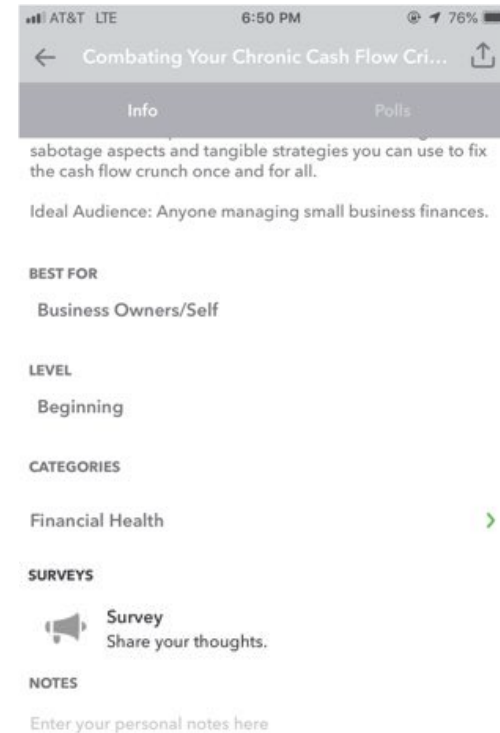 AT&T LTE 6:50 PM 76%
Combating Your Chronic Cash Flow Cri...
Info Polls
sabotage aspects and tangible strategies you can use to fix
the cash flow crunch once and for all.
Ideal Audience: Anyone managing small business finances.
BEST FOR
Business Owners/Self
LEVEL
Beginning
CATEGORIES
Financial Health
SURVEYS
Survey
Share your thoughts.
NOTES
Enter your personal notes here